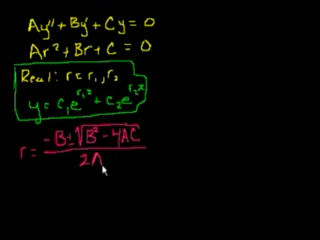 Ay'' + By' + Cy = 0
Ar² + Br + C = 0
Real: r = r₁, r₂
y = c₁e^(r₁x) + c₂e^(r₂x)
r = (-B ± √(B² - 4AC)) / 2A